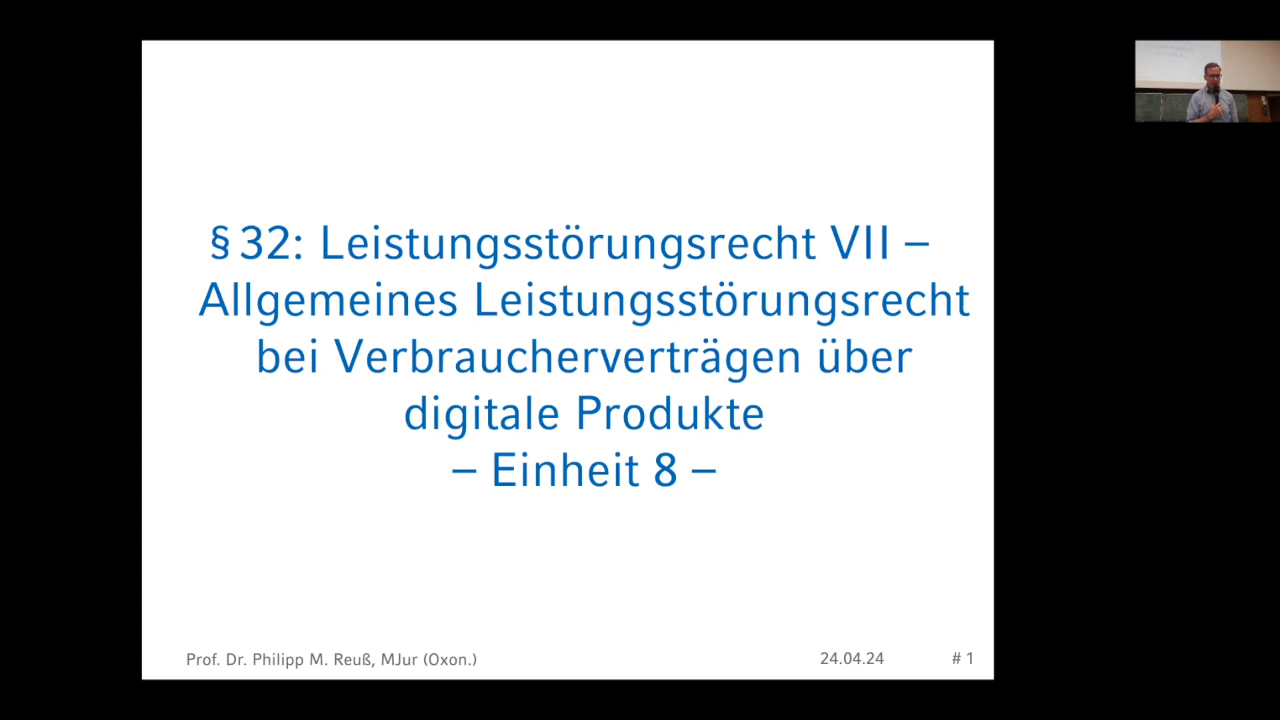 § 32: Leistungsstörungsrecht VII –
Allgemeines Leistungsstörungsrecht
bei Verbraucherverträgen über
digitale Produkte
– Einheit 8 –
Prof. Dr. Philipp M. Reuß, MJur (Oxon.)
24.04.24
# 1